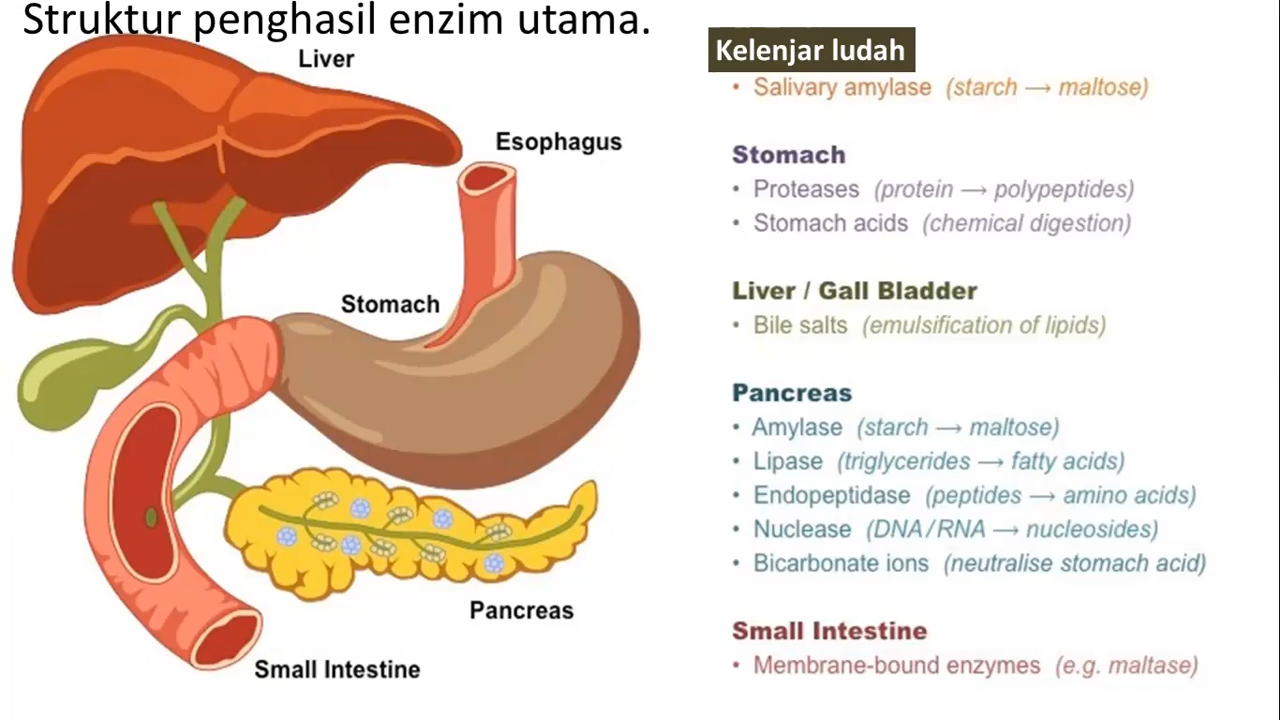 Struktur penghasil enzim utama.
Liver
Esophagus
Stomach
Pancreas
Small Intestine
Kelenjar ludah
• Salivary amylase (starch → maltose)
Stomach
• Proteases (protein → polypeptides)
• Stomach acids (chemical digestion)
Liver / Gall Bladder
• Bile salts (emulsification of lipids)
Pancreas
• Amylase (starch → maltose)
• Lipase (triglycerides → fatty acids)
• Endopeptidase (peptides → amino acids)
• Nuclease (DNA/RNA → nucleosides)
• Bicarbonate ions (neutralise stomach acid)
Small Intestine
• Membrane-bound enzymes (e.g. maltase)